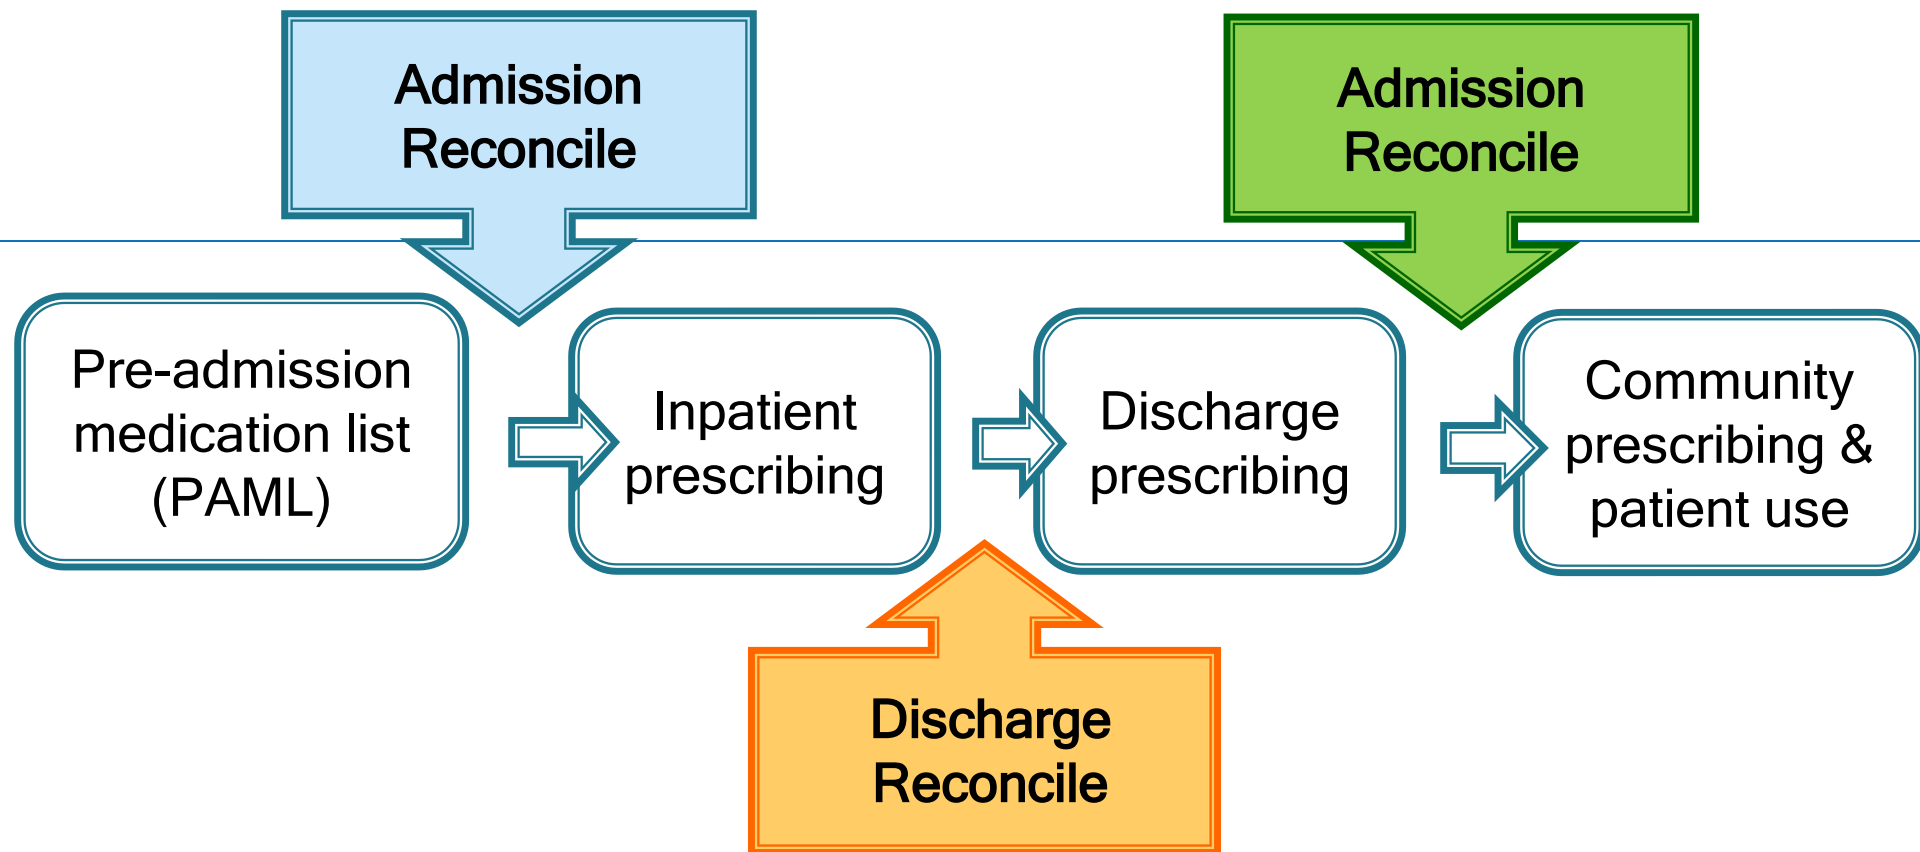 Admission
Reconcile
Admission
Reconcile
Pre-admission
medication list
(PAML)
Inpatient
prescribing
Discharge
prescribing
Community
prescribing &
patient use
Discharge
Reconcile